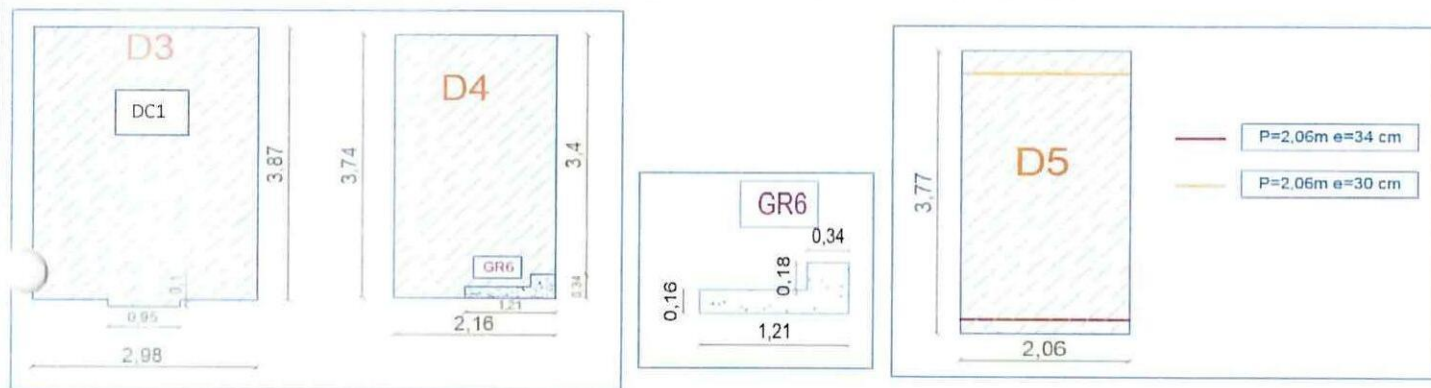 D3
DC1
3.87
0.1
0,95
2,98
D4
3.74
3,4
GR6
0.34
1,21
2,16
GR6
0,34
0,18
0,16
1,21
D5
3,77
2,06
P=2,06m e=34 cm
P=2,06m e=30 cm